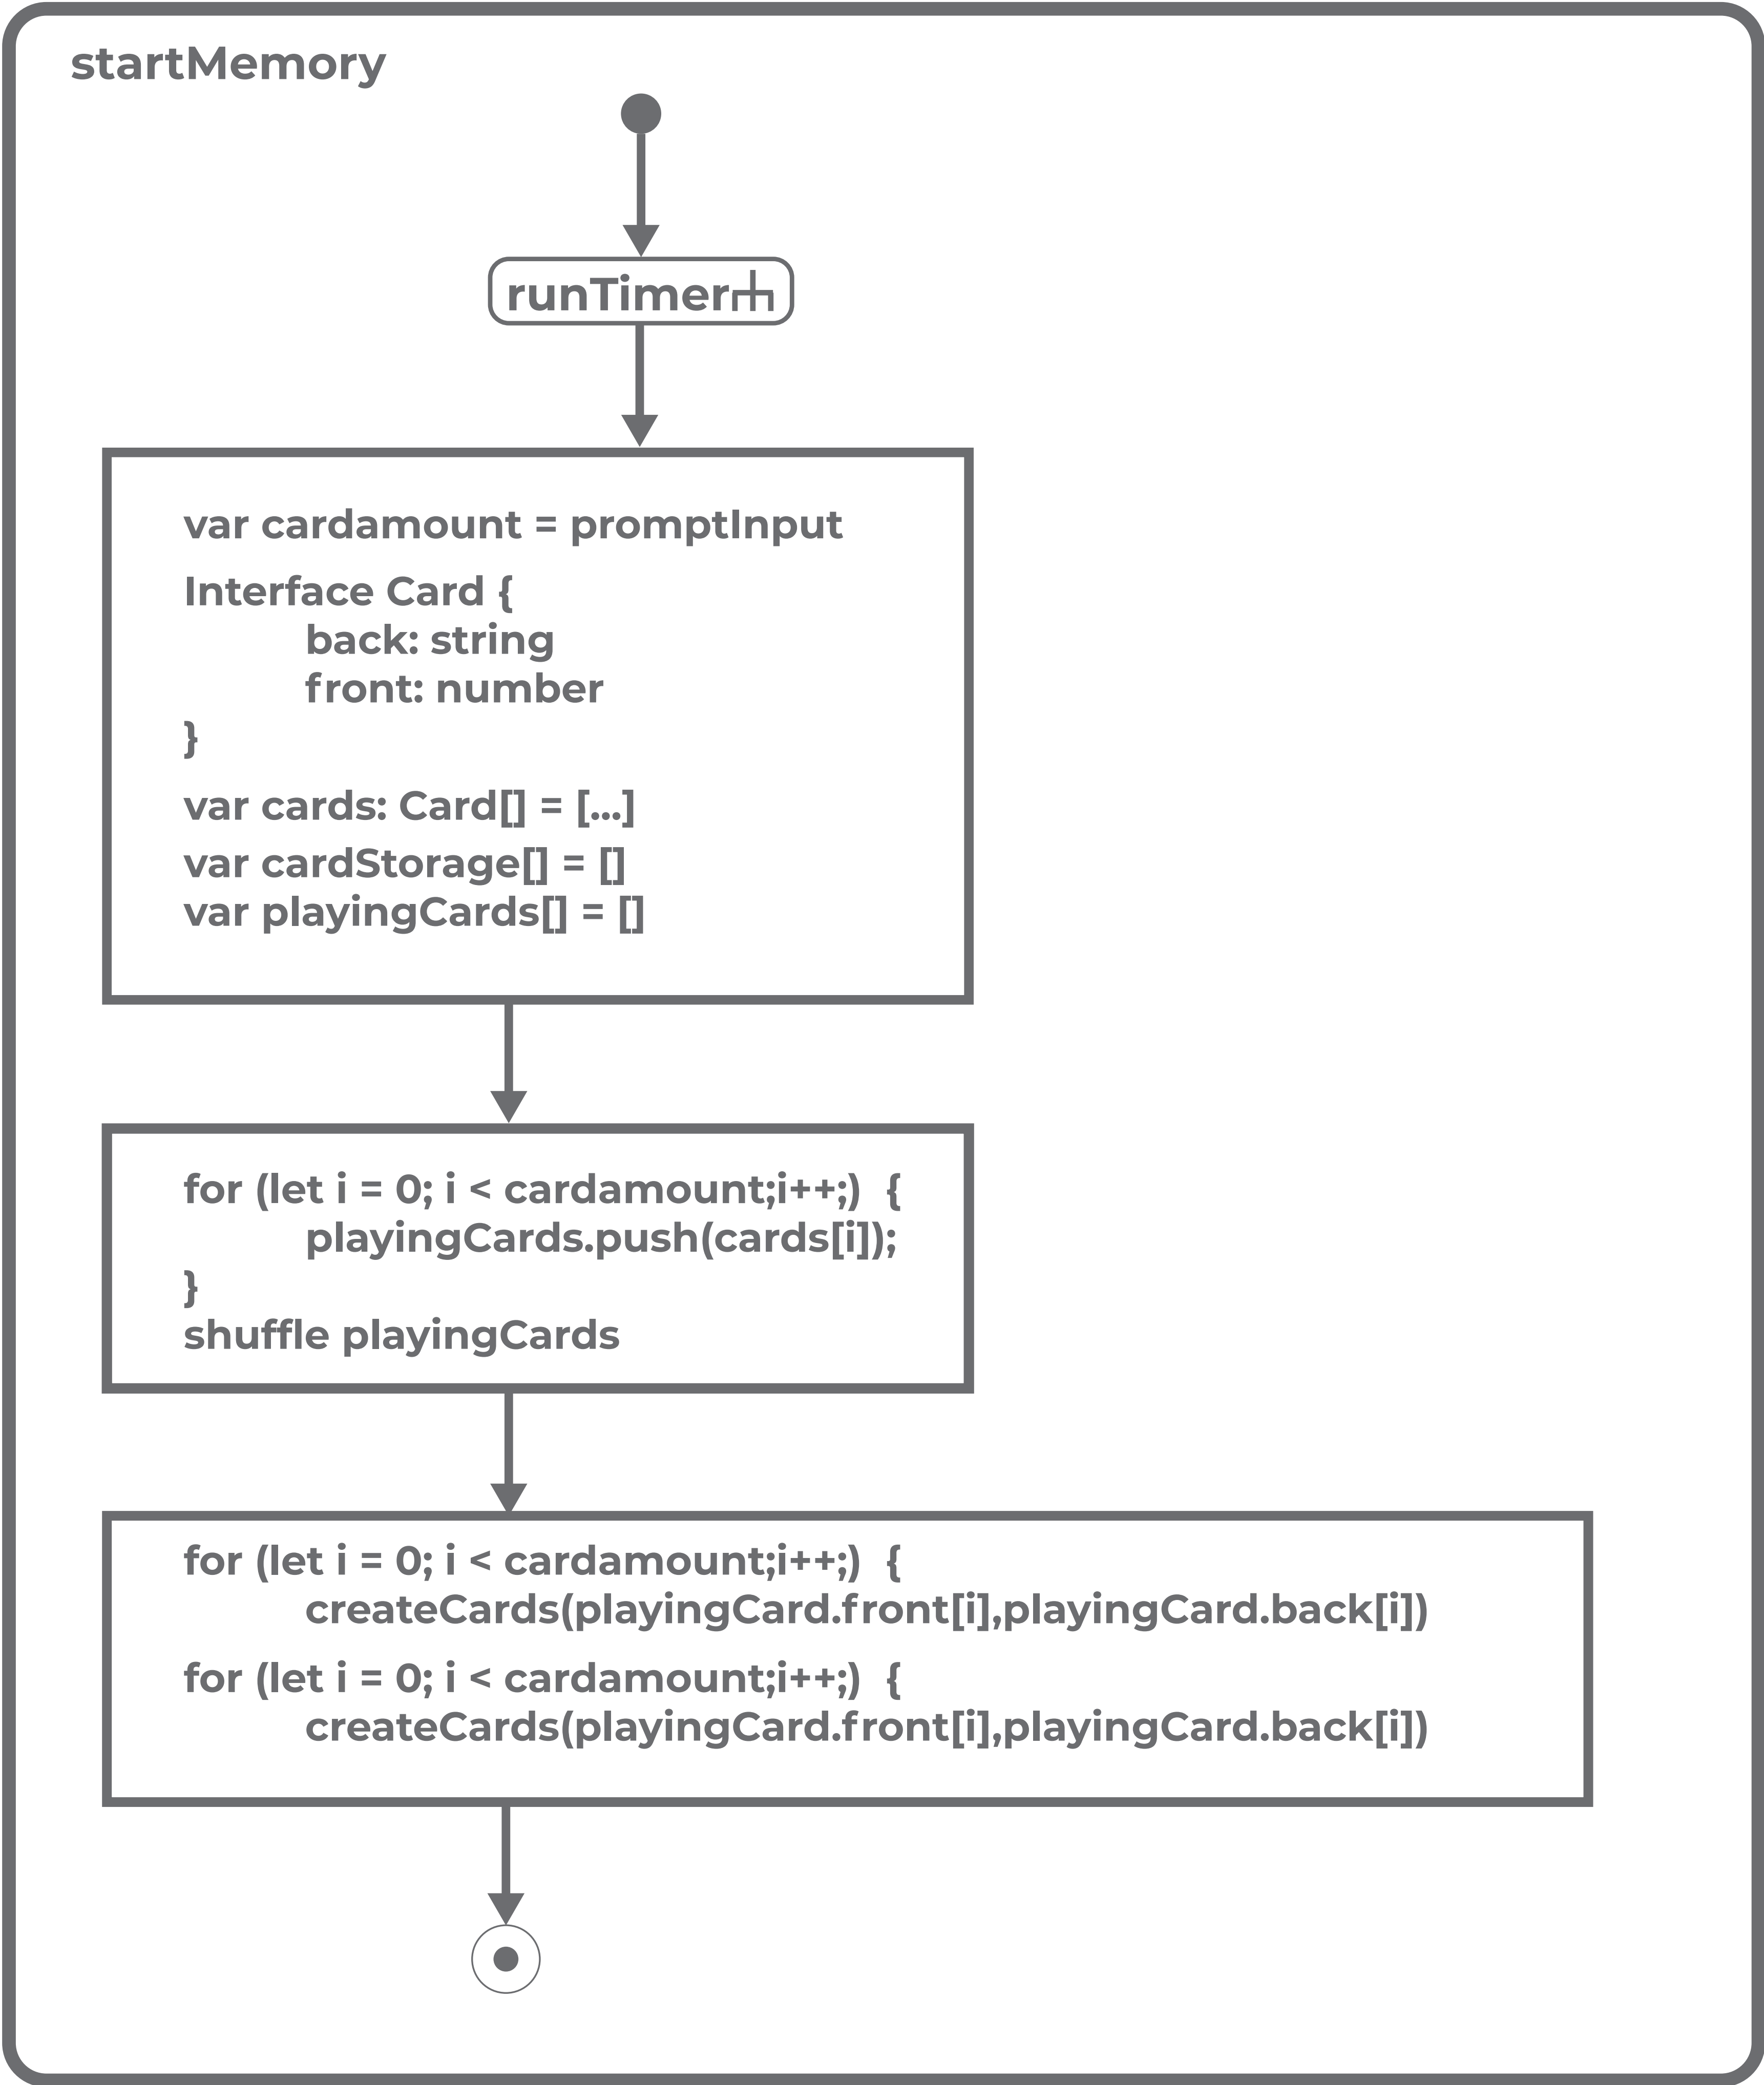 startMemory
runTimer
var cardamount = promptInput
Interface Card {
back: string
front: number
}
var cards: Card[] = [...]
var cardStorage[] = []
var playingCards[] = []
for (let i = 0; i < cardamount;i++;) {
playingCards.push(cards[i]);
}
shuffle playingCards
for (let i = 0; i < cardamount;i++;) {
createCards(playingCard.front[i],playingCard.back[i])
for (let i = 0; i < cardamount;i++;) {
createCards(playingCard.front[i],playingCard.back[i])